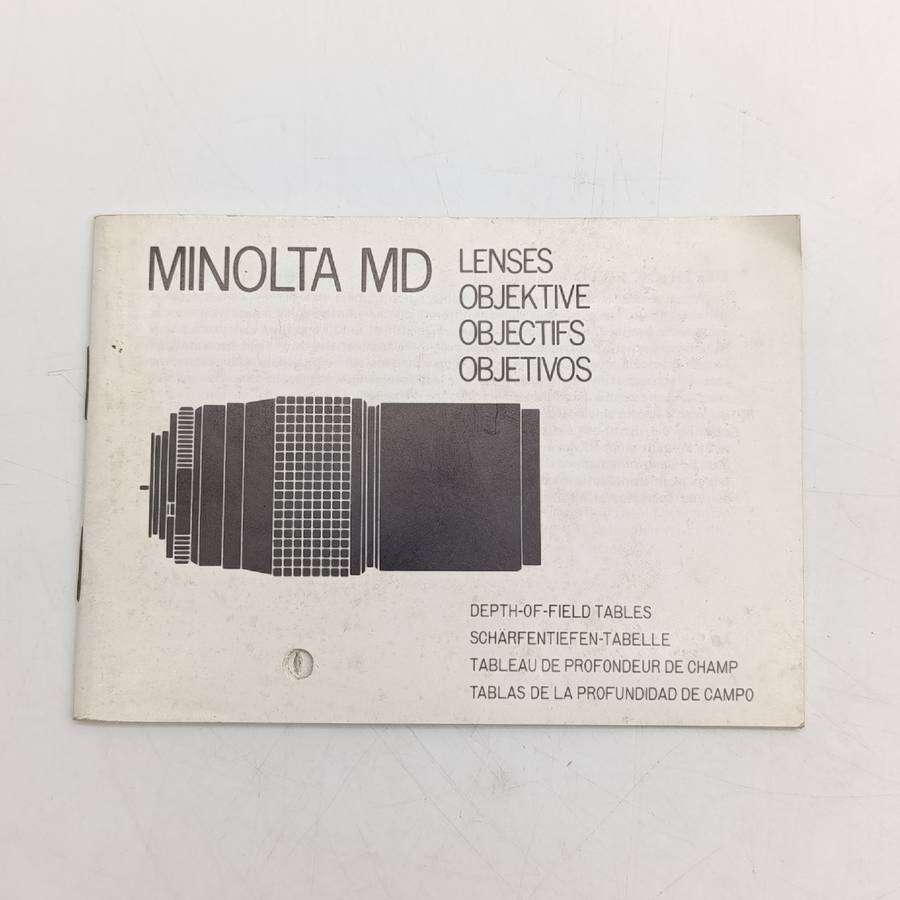 MINOLTA MD
LENSES
OBJEKTIVE
OBJECTIFS
OBJETIVOS
DEPTH-OF-FIELD TABLES
SCHÄRFENTIEFEN-TABELLE
TABLEAU DE PROFONDEUR DE CHAMP
TABLAS DE LA PROFUNDIDAD DE CAMPO